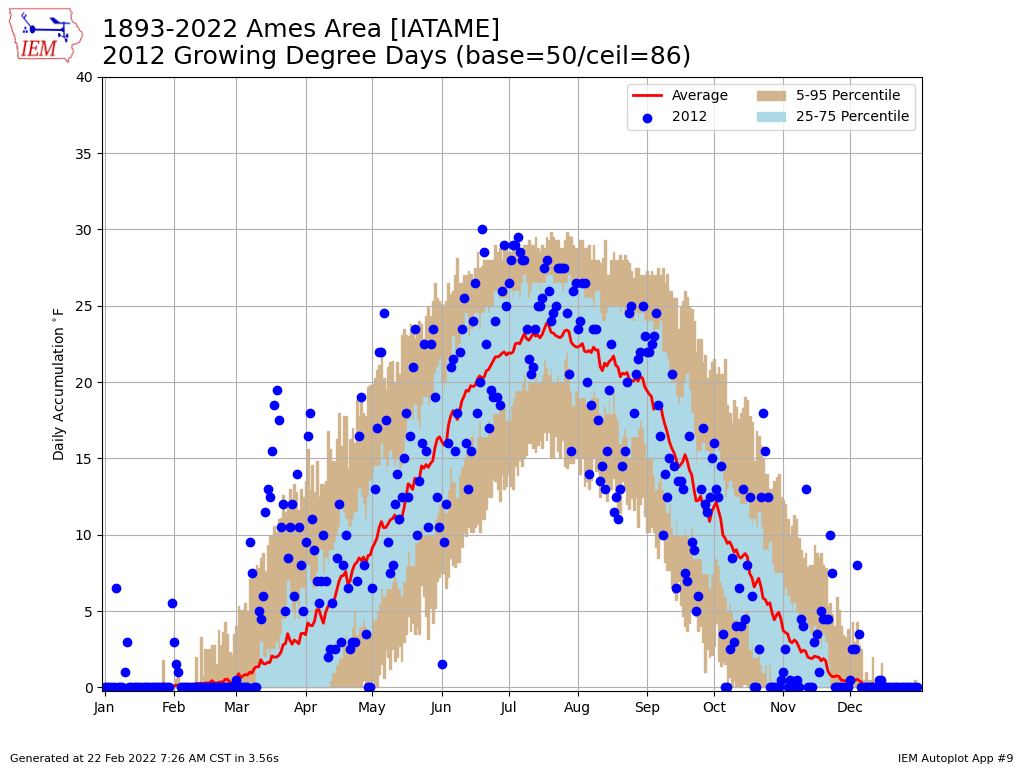 IEM
1893-2022 Ames Area [IATAME]
2012 Growing Degree Days (base=50/ceil=86)
Average
2012
5-95 Percentile
25-75 Percentile
Daily Accumulation °F
40
35
30
25
20
15
10
5
0
Jan Feb Mar Apr May Jun Jul Aug Sep Oct Nov Dec
Generated at 22 Feb 2022 7:26 AM CST in 3.56s
IEM Autoplot App #9